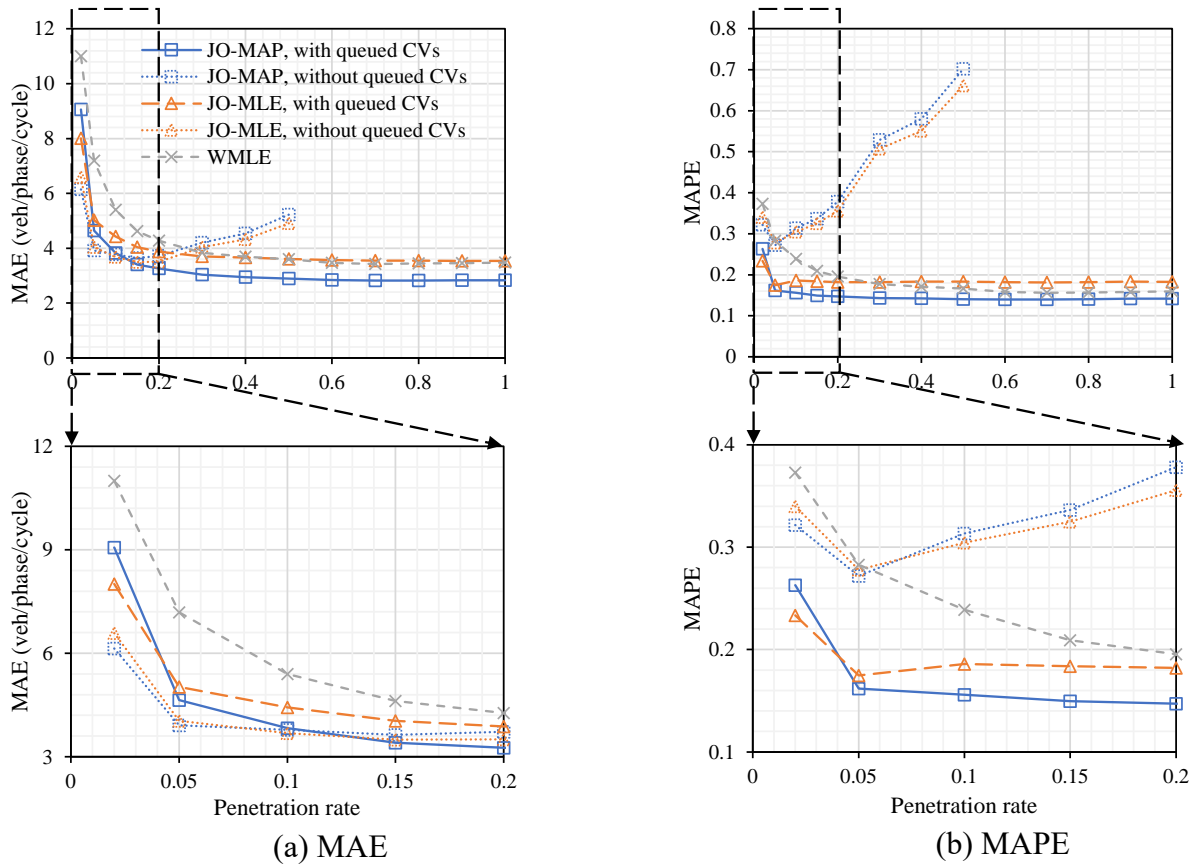 12
10
8
6
4
2
0
MAE (veh/phase/cycle)
JO-MAP, with queued CVs
JO-MAP, without queued CVs
JO-MLE, with queued CVs
JO-MLE, without queued CVs
WMLE
0 0.2 0.4 0.6 0.8 1
0.8
0.7
0.6
0.5
0.4
0.3
0.2
0.1
0
MAPE
0 0.2 0.4 0.6 0.8 1
12
9
6
3
MAE (veh/phase/cycle)
0 0.05 0.1 0.15 0.2
Penetration rate
(a) MAE
0.4
0.3
0.2
0.1
MAPE
0 0.05 0.1 0.15 0.2
Penetration rate
(b) MAPE